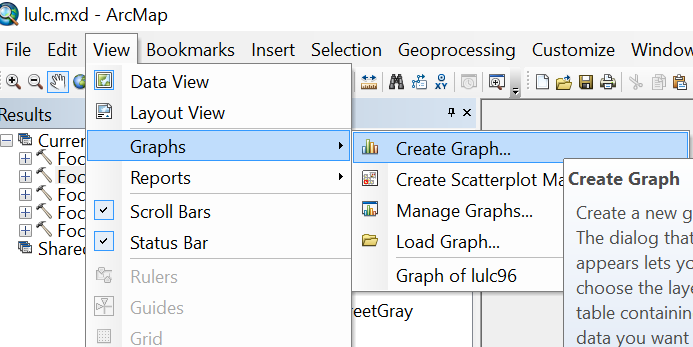 lulc.mxd - ArcMap
File Edit View Bookmarks Insert Selection Geoprocessing Customize Window
Data View
Results
Layout View
Curren
Graphs
Create Graph...
Foc
Foc
Reports
Create Scatterplot Ma
Create Graph
Foc
Scroll Bars
Manage Graphs...
Create a new g
Foc
The dialog that
Shared
Status Bar
Load Graph...
appears lets yo
Rulers
Graph of lulc96
choose the laye
Guides
reetGray
table containin
Grid
data you want